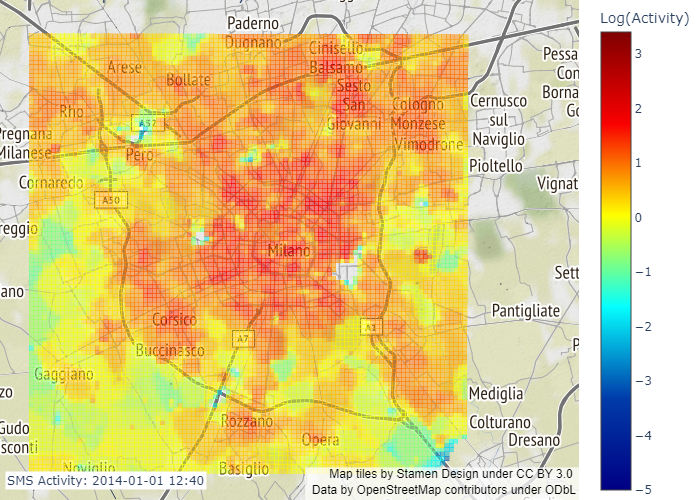 Log(Activity)
3
2
1
0
−1
−2
−3
−4
−5
Paderno
Dugnano
Cinisello
Balsamo
Arese
Bollate
Sesto
San
Giovanni
Cologno
Monzese
Vimodrone
Rho
A52
Pero
Pregnana
Milanese
Cornaredo
A50
reggio
Cernusco
sul
Naviglio
Pioltello
Pessa
Con
Borna
Go
Vignat
Milano
Sett
ano
Corsico
Buccinasco
A7
A1
Pantigliate
P
Gaggiano
zo
Gudo
sconti
Rozzano
Opera
Mediglia
Colturano
Dresano
Noviglio
Basiglio
SMS Activity: 2014-01-01 12:40
Map tiles by Stamen Design under CC BY 3.0
Data by OpenStreetMap contributors under ODbL